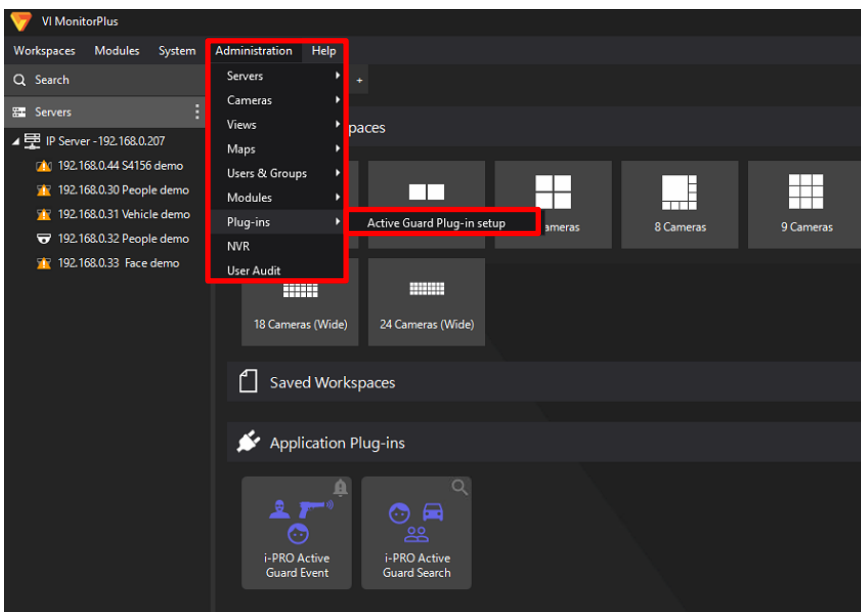 VI MonitorPlus
Workspaces Modules System Administration Help
Search
Servers
IP Server -192.168.0.207
192.168.0.44 S4156 demo
192.168.0.30 People demo
192.168.0.31 Vehicle demo
192.168.0.32 People demo
192.168.0.33 Face demo
Servers
Cameras
Views
Maps
Users & Groups
Modules
Plug-ins
NVR
User Audit
Active Guard Plug-in setup
+
paces
ameras
8 Cameras
9 Cameras
18 Cameras (Wide)
24 Cameras (Wide)
Saved Workspaces
Application Plug-ins
i-PRO Active
Guard Event
i-PRO Active
Guard Search